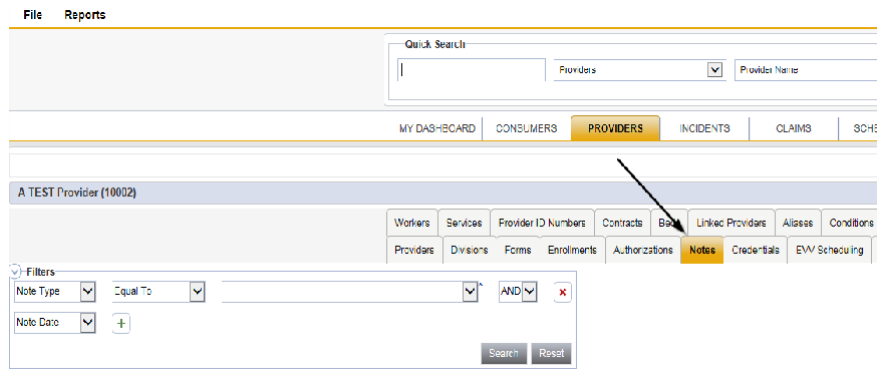 File Reports
Quick Search
Providers Provider Name
MY DASHBOARD CONSUMERS PROVIDERS INCIDENTS CLAIMS SCHE
A TEST Provider (10002)
Workers Services Provider ID Numbers Contracts Linked Providers Aliases Conditions
Providers Divisions Forms Enrollments Authorizations Notes Credentials EVV Scheduling
Filters
Note Type Equal To AND
Note Date
Search Reset